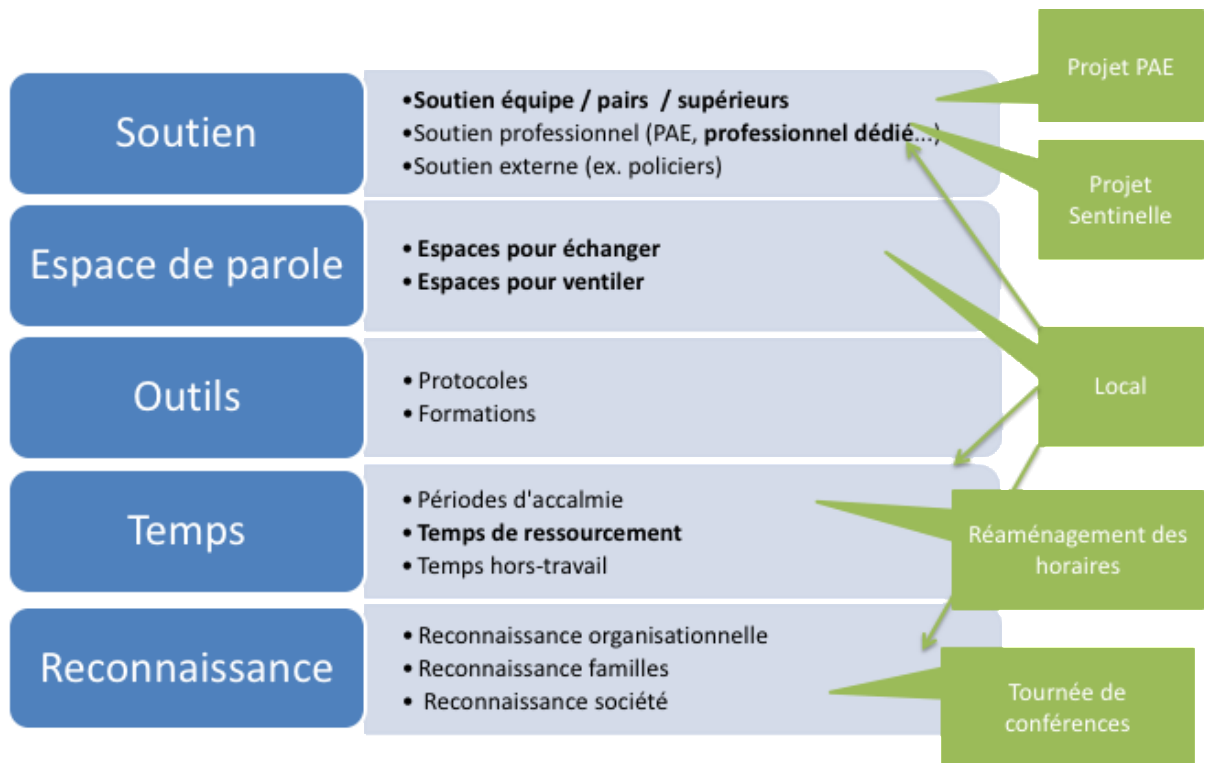 Soutien
•Soutien équipe / pairs / supérieurs
•Soutien professionnel (PAE, professionnel dédié...)
•Soutien externe (ex. policiers)
Projet PAE
Projet
Sentinelle
Espace de parole
• Espaces pour échanger
• Espaces pour ventiler
Outils
• Protocoles
• Formations
Local
Temps
• Périodes d'accalmie
• Temps de ressourcement
• Temps hors-travail
Réaménagement des
horaires
Reconnaissance
• Reconnaissance organisationnelle
• Reconnaissance familles
• Reconnaissance société
Tournée de
conférences